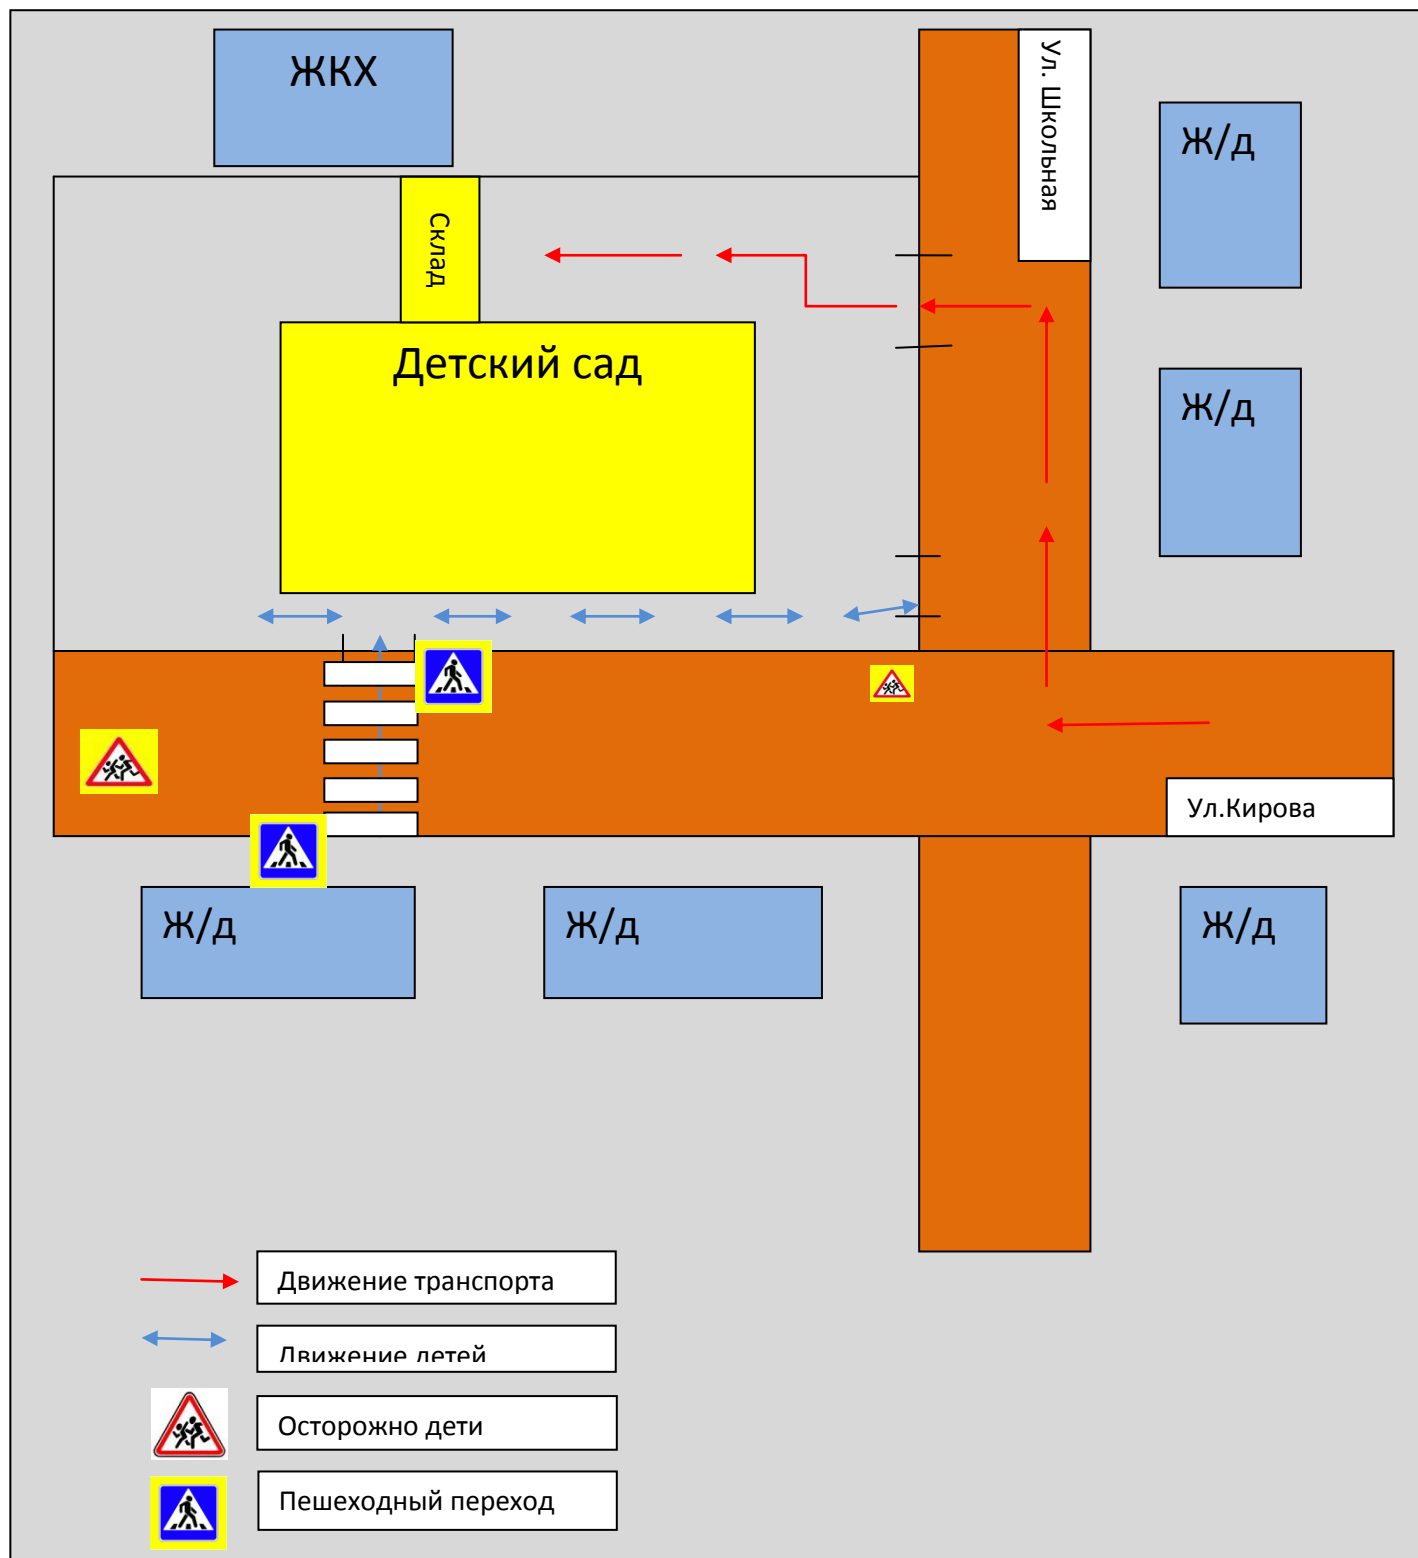 ЖКХ
Ул. Школьная
Ж/д
Склад
Детский сад
Ж/д
Ул.Кирова
Ж/д
Ж/д
Ж/д
Движение транспорта
Движение детей
Осторожно дети
Пешеходный переход